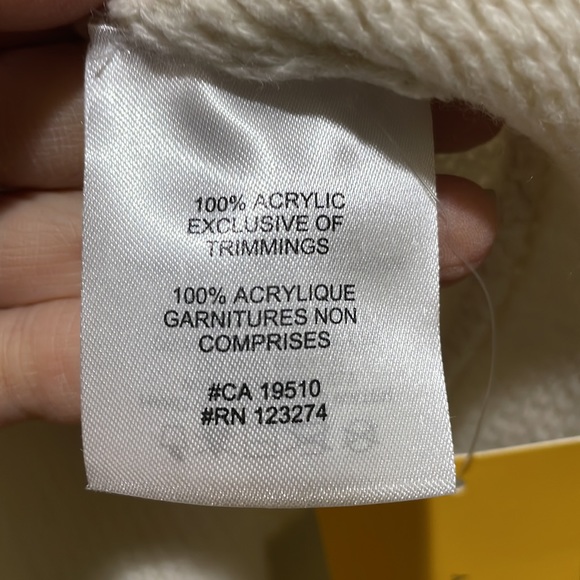 100% ACRYLIC
EXCLUSIVE OF
TRIMMINGS
100% ACRYLIQUE
GARNITURES NON
COMPRISES
#CA 19510
#RN 123274